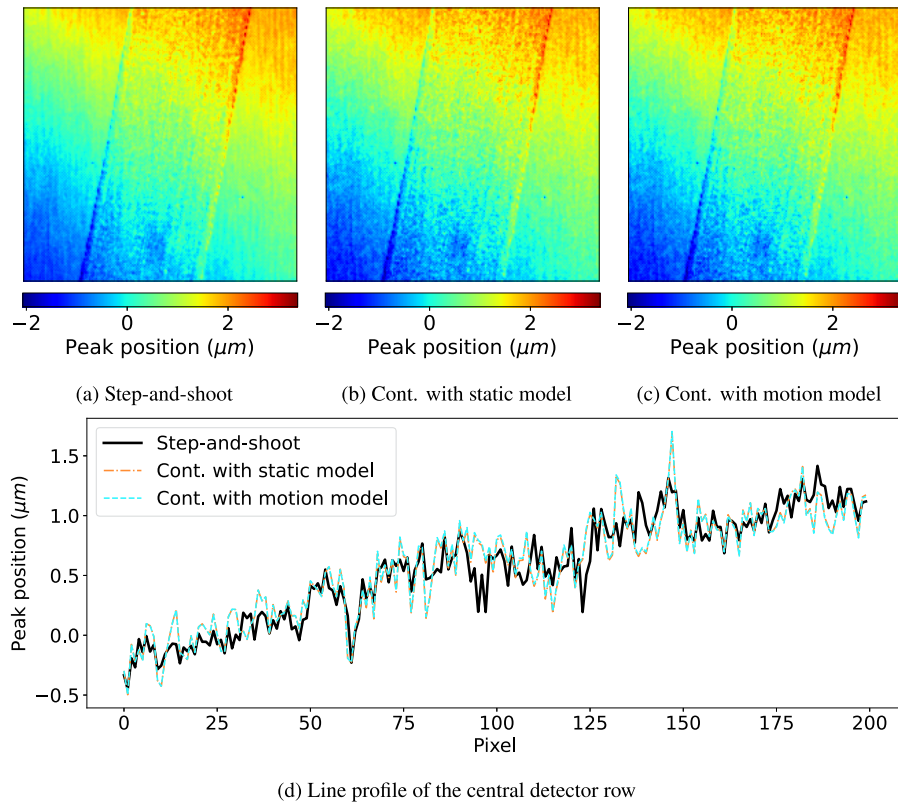 −2 0 2
Peak position (μm)
(a) Step-and-shoot
−2 0 2
Peak position (μm)
(b) Cont. with static model
−2 0 2
Peak position (μm)
(c) Cont. with motion model
Step-and-shoot
Cont. with static model
Cont. with motion model
Peak position (μm)
1.5
1.0
0.5
0.0
−0.5
0 25 50 75 100 125 150 175 200
Pixel
(d) Line profile of the central detector row